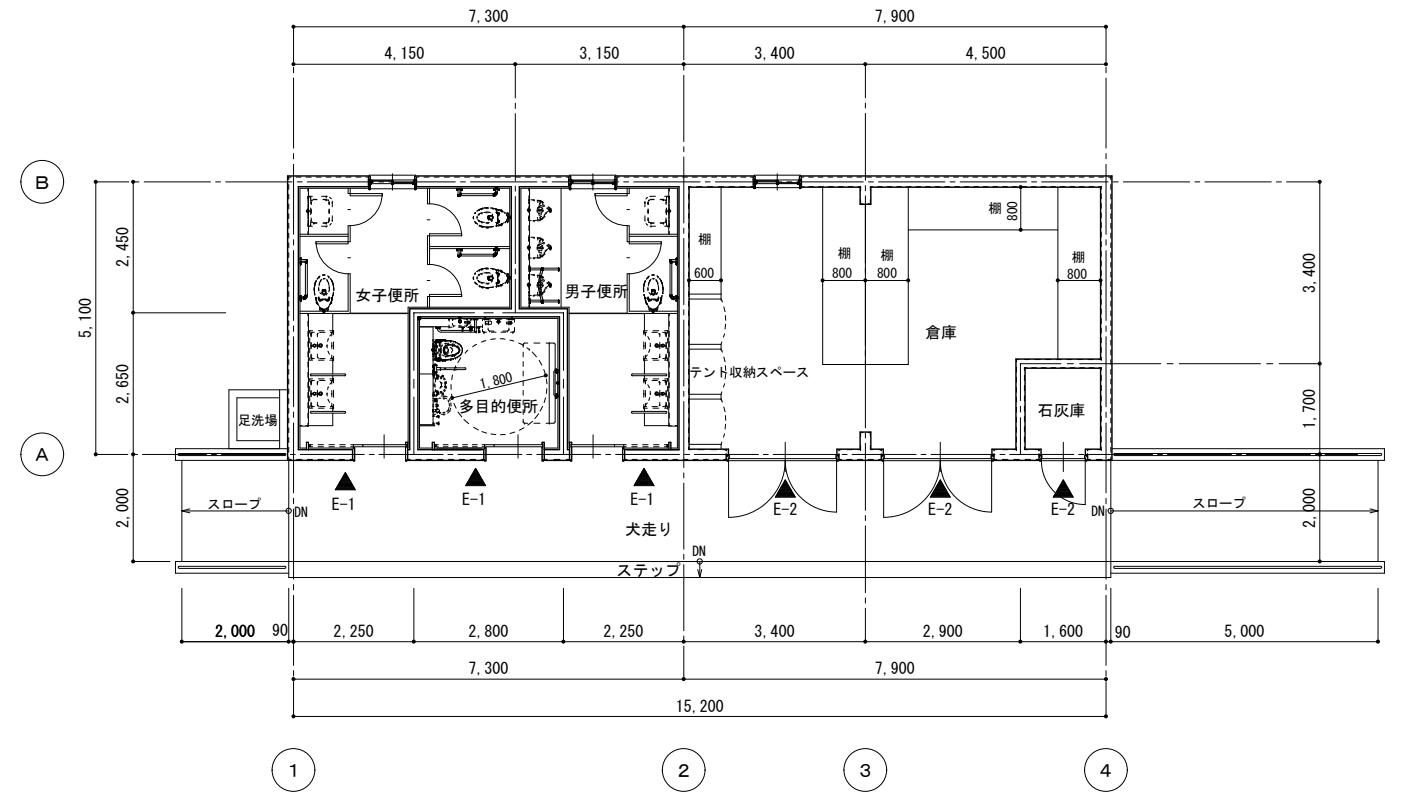 7,300
7,900
4,150
3,150
3,400
4,500
B
A
5,100
2,450
2,650
2,000
3,400
1,700
2,000
棚
600
棚
800
棚
800
棚
800
棚
800
女子便所
男子便所
倉庫
テント収納スペース
1,800
多目的便所
石灰庫
足洗場
スロープ
DN
E-1
E-1
E-1
E-2
E-2
E-2
DN
スロープ
犬走り
DN
ステップ
2,000
90
2,250
2,800
2,250
3,400
2,900
1,600
90
5,000
7,300
7,900
15,200
1
2
3
4